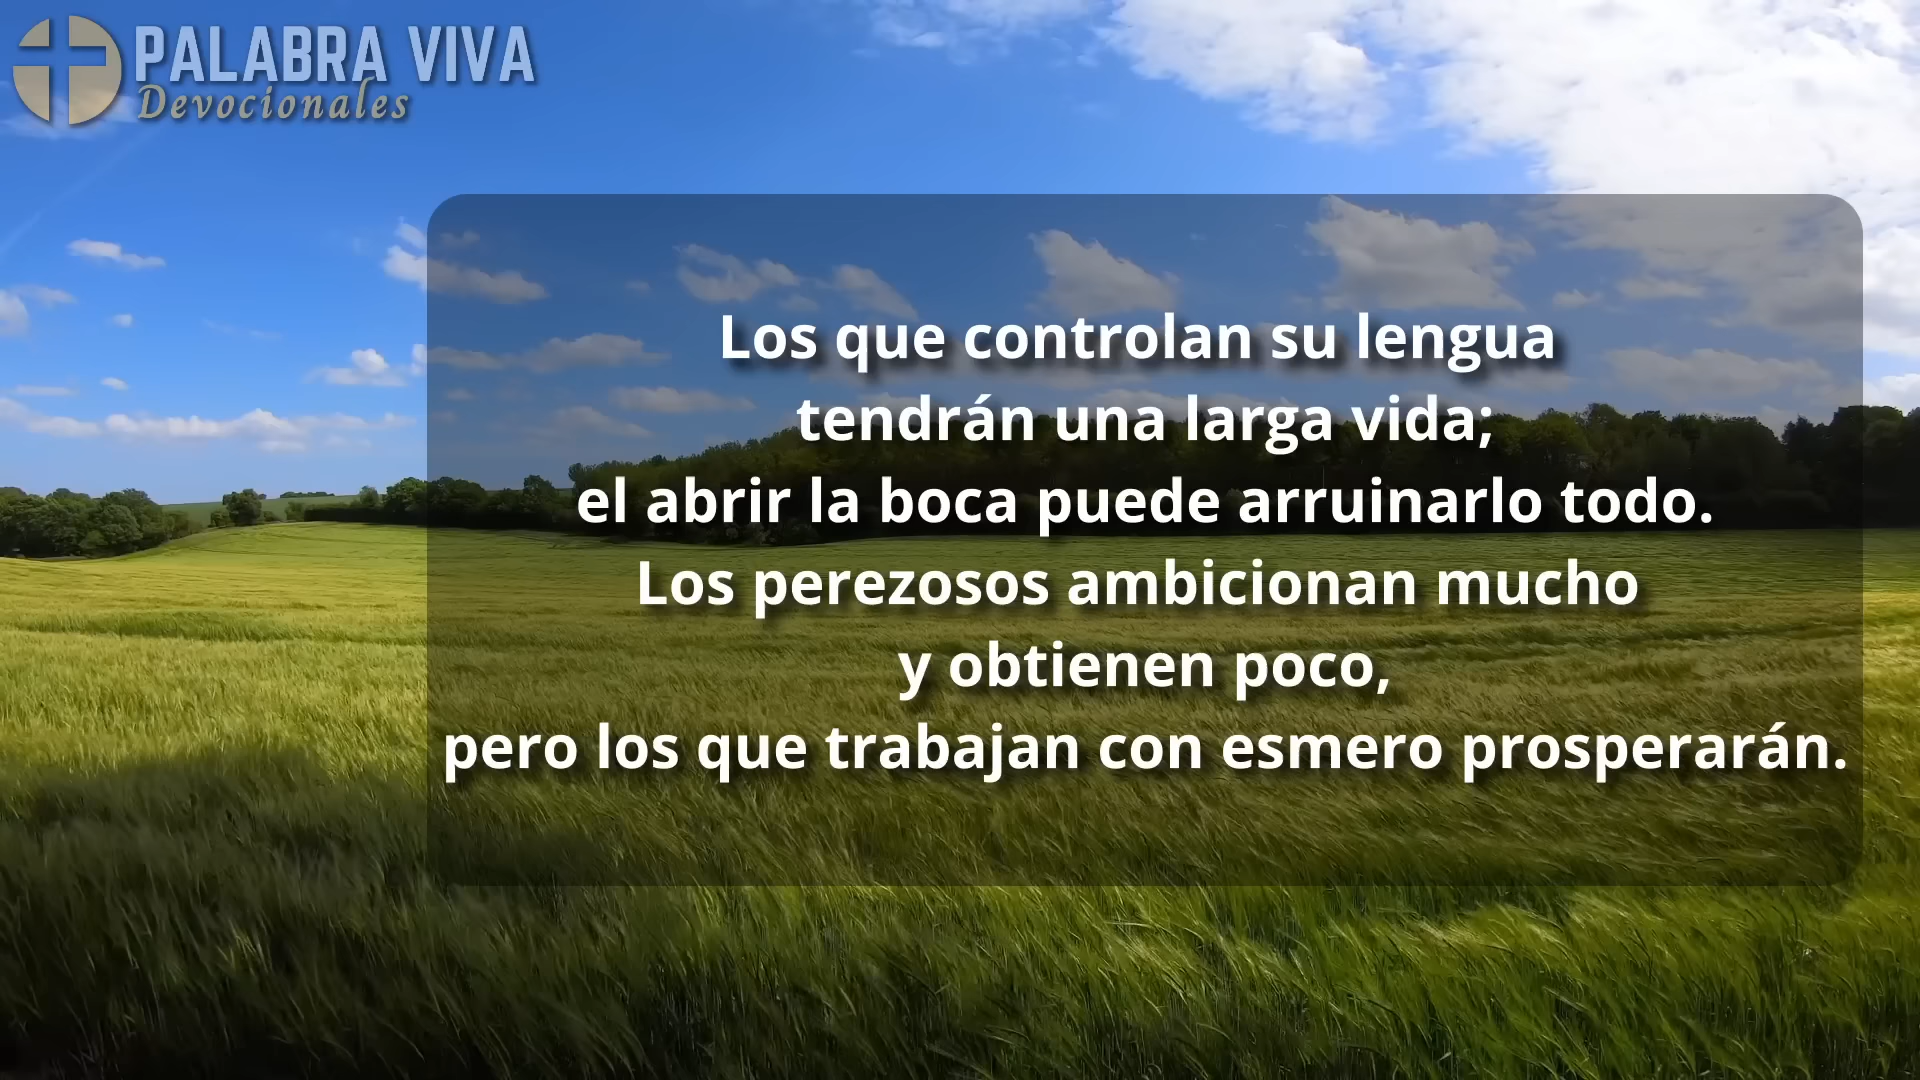 PALABRA VIVA
Devocionales
Los que controlan su lengua
tendrán una larga vida;
el abrir la boca puede arruinarlo todo.
Los perezosos ambicionan mucho
y obtienen poco,
pero los que trabajan con esmero prosperarán.